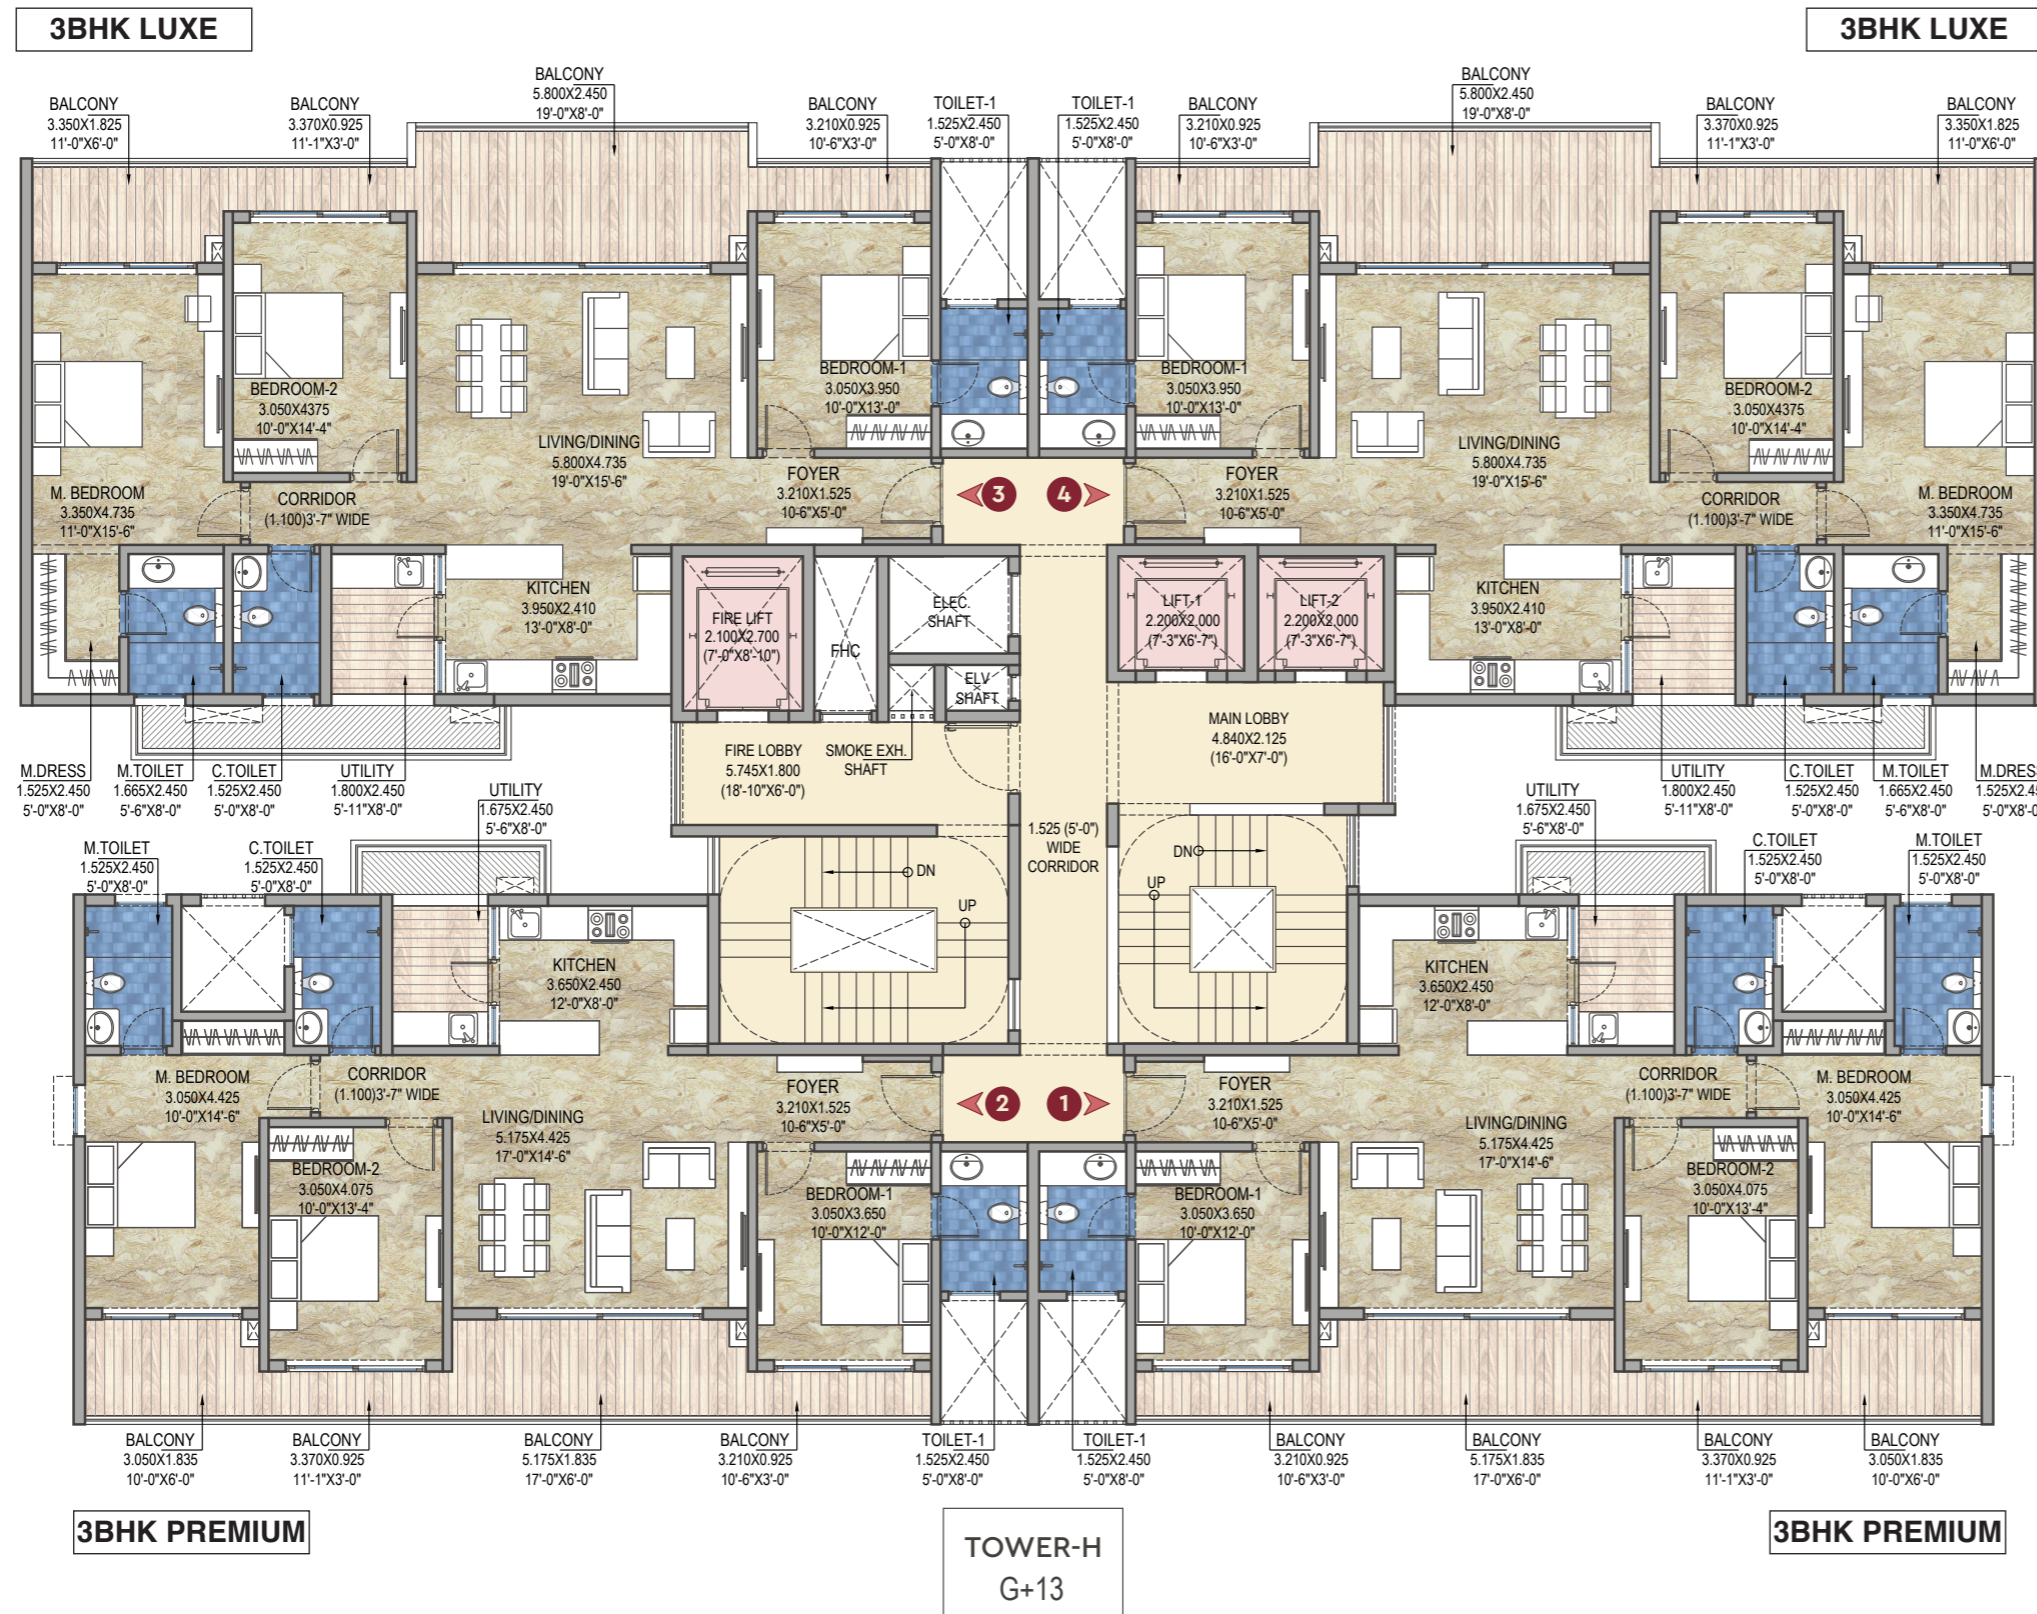 3BHK LUXE
3BHK LUXE
BALCONY
3.350X1.825
11'-0"X6'-0"
BALCONY
3.370X0.925
11'-1"X3'-0"
BALCONY
5.800X2.450
19'-0"X8'-0"
BALCONY
3.210X0.925
10'-6"X3'-0"
TOILET-1
1.525X2.450
5'-0"X8'-0"
TOILET-1
1.525X2.450
5'-0"X8'-0"
BALCONY
3.210X0.925
10'-6"X3'-0"
BALCONY
5.800X2.450
19'-0"X8'-0"
BALCONY
3.370X0.925
11'-1"X3'-0"
BALCONY
3.350X1.825
11'-0"X6'-0"
BEDROOM-2
3.050X4375
10'-0"X14'-4"
BEDROOM-1
3.050X3.950
10'-0"X13'-0"
BEDROOM-1
3.050X3.950
10'-0"X13'-0"
BEDROOM-2
3.050X4375
10'-0"X14'-4"
LIVING/DINING
5.800X4.735
19'-0"X15'-6"
LIVING/DINING
5.800X4.735
19'-0"X15'-6"
M. BEDROOM
3.350X4.735
11'-0"X15'-6"
CORRIDOR
(1.100)3'-7" WIDE
FOYER
3.210X1.525
10-6"X5'-0"
3
4
FOYER
3.210X1.525
10-6"X5'-0"
CORRIDOR
(1.100)3'-7" WIDE
M. BEDROOM
3.350X4.735
11'-0"X15'-6"
KITCHEN
3.950X2.410
13'-0"X8'-0"
FIRE LIFT
2.100X2.700
(7'-0"X8'-10")
FHC
ELEC.
SHAFT
ELV
SHAFT
LIFT-1
2.200X2.000
(7'-3"X6'-7")
LIFT-2
2.200X2.000
(7'-3"X6'-7")
KITCHEN
3.950X2.410
13'-0"X8'-0"
FIRE LOBBY
5.745X1.800
(18'-10"X6'-0")
SMOKE EXH.
SHAFT
MAIN LOBBY
4.840X2.125
(16'-0"X7'-0")
M.DRESS
1.525X2.450
5'-0"X8'-0"
M.TOILET
1.665X2.450
5'-6"X8'-0"
C.TOILET
1.525X2.450
5'-0"X8'-0"
UTILITY
1.800X2.450
5'-11"X8'-0"
UTILITY
1.675X2.450
5'-6"X8'-0"
UTILITY
1.675X2.450
5'-6"X8'-0"
UTILITY
1.800X2.450
5'-11"X8'-0"
C.TOILET
1.525X2.450
5'-0"X8'-0"
M.TOILET
1.665X2.450
5'-6"X8'-0"
M.DRES
1.525X2.45
5'-0"X8'-0
M.TOILET
1.525X2.450
5'-0"X8'-0"
C.TOILET
1.525X2.450
5'-0"X8'-0"
1.525 (5'-0")
WIDE
CORRIDOR
C.TOILET
1.525X2.450
5'-0"X8'-0"
M.TOILET
1.525X2.450
5'-0"X8'-0"
DN
UP
DN
UP
KITCHEN
3.650X2.450
12'-0"X8'-0"
KITCHEN
3.650X2.450
12'-0"X8'-0"
M. BEDROOM
3.050X4.425
10'-0"X14'-6"
CORRIDOR
(1.100)3'-7" WIDE
FOYER
3.210X1.525
10-6"X5'-0"
2
1
FOYER
3.210X1.525
10-6"X5'-0"
CORRIDOR
(1.100)3'-7" WIDE
M. BEDROOM
3.050X4.425
10'-0"X14'-6"
LIVING/DINING
5.175X4.425
17'-0"X14'-6"
LIVING/DINING
5.175X4.425
17'-0"X14'-6"
BEDROOM-2
3.050X4.075
10'-0"X13'-4"
BEDROOM-1
3.050X3.650
10'-0"X12'-0"
BEDROOM-1
3.050X3.650
10'-0"X12'-0"
BEDROOM-2
3.050X4.075
10'-0"X13'-4"
BALCONY
3.050X1.835
10'-0"X6'-0"
BALCONY
3.370X0.925
11'-1"X3'-0"
BALCONY
5.175X1.835
17'-0"X6'-0"
BALCONY
3.210X0.925
10'-6"X3'-0"
TOILET-1
1.525X2.450
5'-0"X8'-0"
TOILET-1
1.525X2.450
5'-0"X8'-0"
BALCONY
3.210X0.925
10'-6"X3'-0"
BALCONY
5.175X1.835
17'-0"X6'-0"
BALCONY
3.370X0.925
11'-1"X3'-0"
BALCONY
3.050X1.835
10'-0"X6'-0"
3BHK PREMIUM
3BHK PREMIUM
TOWER-H
G+13